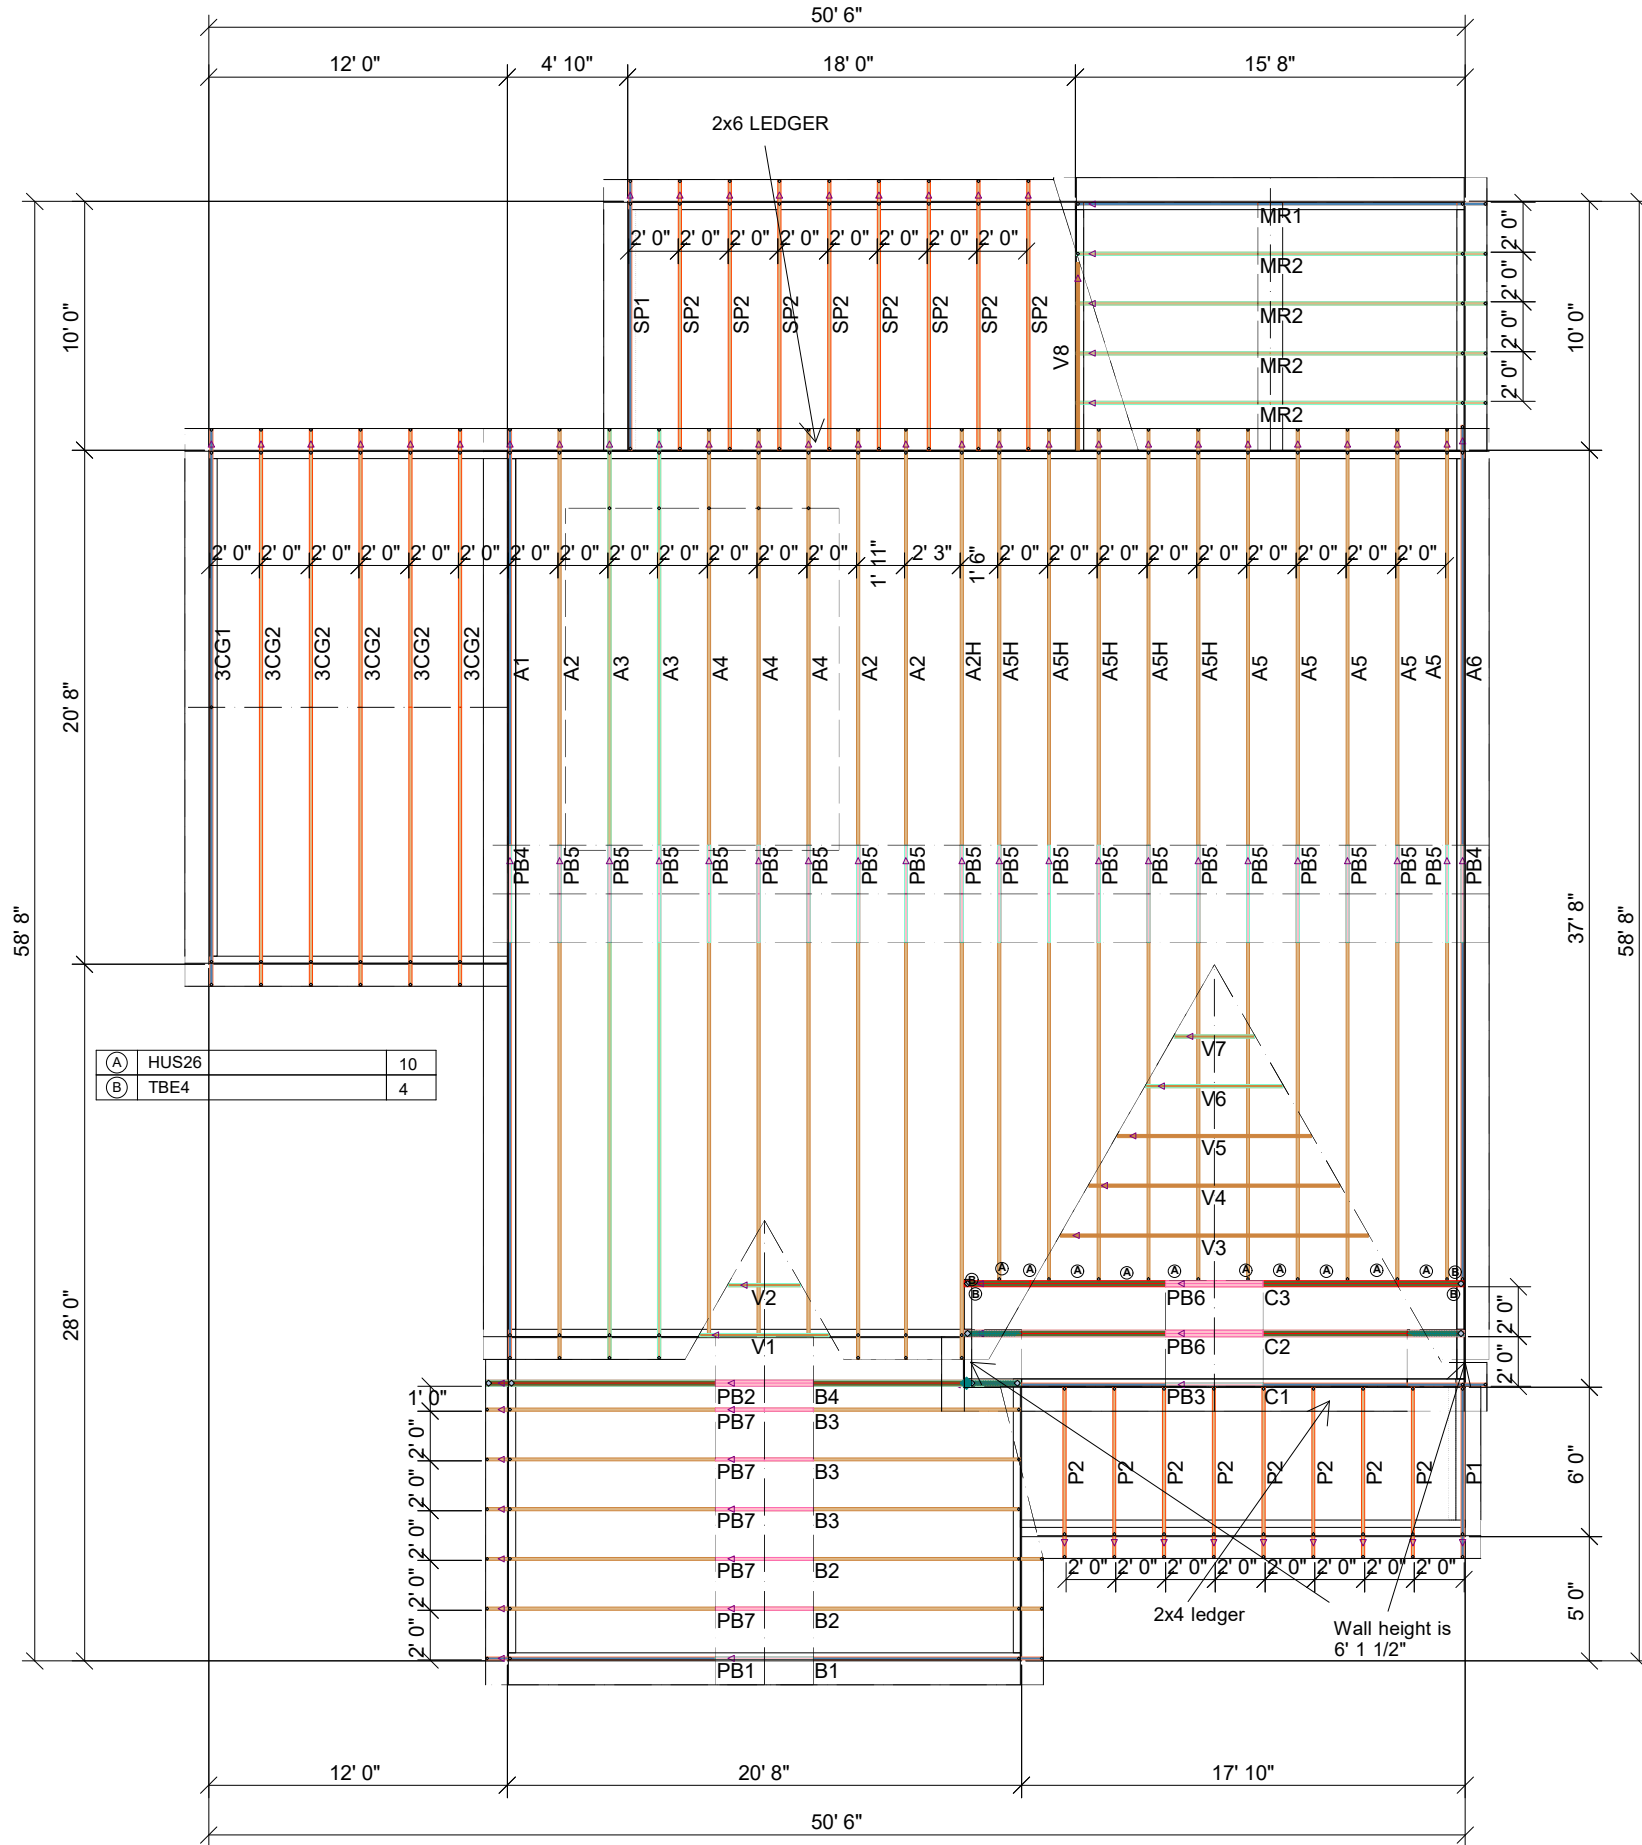 50' 6"
12' 0" 4' 10" 18' 0" 15' 8"
2x6 LEDGER
MR1
MR2
MR2
MR2
MR2
2' 0" 2' 0" 2' 0" 2' 0"
2' 0" 2' 0" 2' 0" 2' 0" 2' 0" 2' 0" 2' 0" 2' 0"
SP1 SP2 SP2 SP2 SP2 SP2 SP2 SP2 SP2
V8
10' 0"
10' 0"
2' 0" 2' 0" 2' 0" 2' 0" 2' 0" 2' 0" 2' 0" 2' 0" 2' 0" 2' 0" 2' 0" 2' 0" 2' 0" 1' 11" 2' 3" 1' 6" 2' 0" 2' 0" 2' 0" 2' 0" 2' 0" 2' 0" 2' 0" 2' 0" 2' 0"
3CG1 3CG2 3CG2 3CG2 3CG2 3CG2 A1 A2 A3 A3 A4 A4 A4 A2 A2 A2H A5H A5H A5H A5H A5H A5 A5 A5 A5 A5 A6
20' 8"
PB4 PB5 PB5 PB5 PB5 PB5 PB5 PB5 PB5 PB5 PB5 PB5 PB5 PB5 PB5 PB5 PB5 PB5 PB5 PB5 PB4
58' 8"
37' 8"
58' 8"
28' 0"
A HUS26 10
B TBE4 4
V7
V6
V5
V4
V3
A A A A A A A A A A
B B
B B
V2
V1
PB6 C3
PB6 C2
PB3 C1
2' 0" 2' 0"
PB2 B4
PB7 B3
PB7 B3
PB7 B3
PB7 B2
PB7 B2
PB1 B1
1' 0"
2' 0" 2' 0" 2' 0" 2' 0" 2' 0"
P2 P2 P2 P2 P2 P2 P2 P2 P1
6' 0"
5' 0"
2' 0" 2' 0" 2' 0" 2' 0" 2' 0" 2' 0" 2' 0" 2' 0"
2x4 ledger
Wall height is
6' 1 1/2"
12' 0" 20' 8" 17' 10"
50' 6"